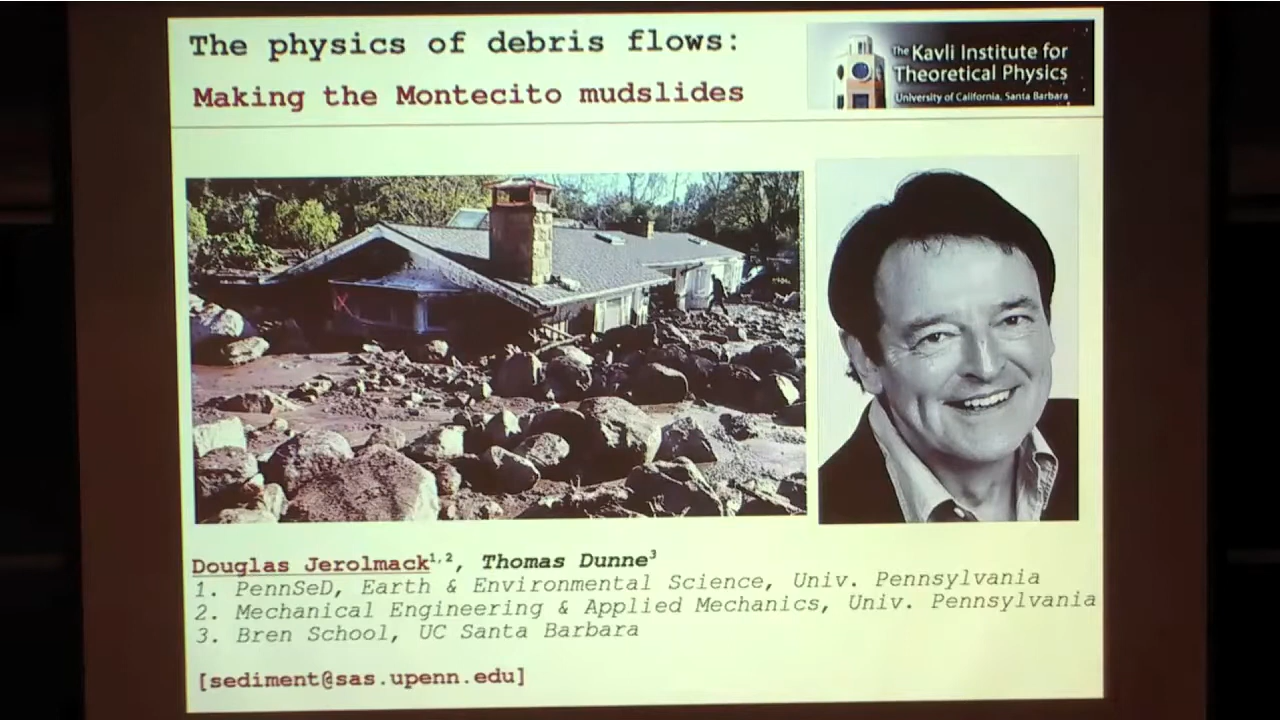 The physics of debris flows:
Making the Montecito mudslides
The Kavli Institute for
Theoretical Physics
University of California, Santa Barbara
Douglas Jerolmack1,2, Thomas Dunne3
1. PennSeD, Earth & Environmental Science, Univ. Pennsylvania
2. Mechanical Engineering & Applied Mechanics, Univ. Pennsylvania
3. Bren School, UC Santa Barbara
[sediment@sas.upenn.edu]